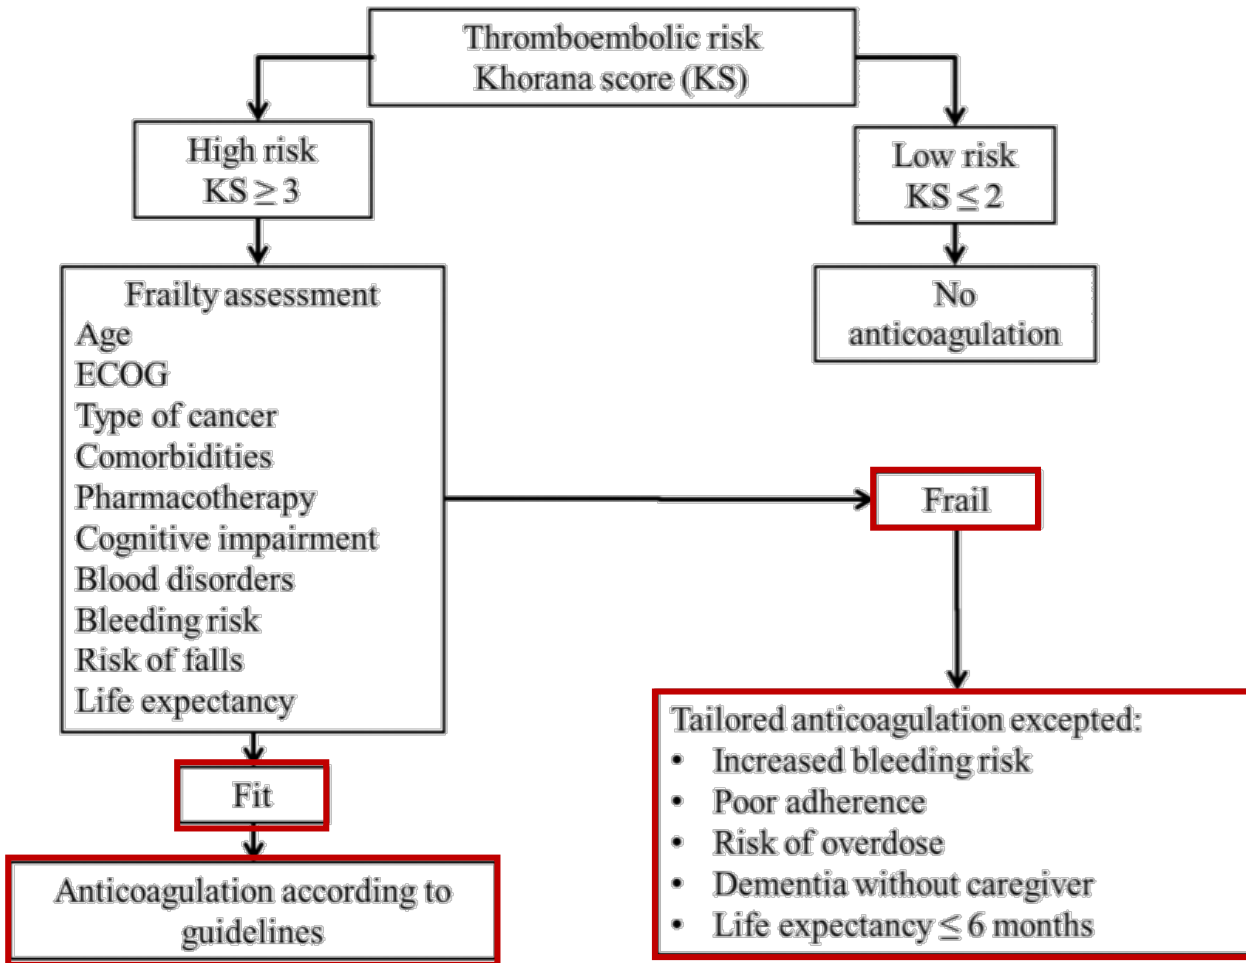 Thromboembolic risk
Khorana score (KS)
High risk
KS ≥ 3
Low risk
KS ≤ 2
Frailty assessment
Age
ECOG
Type of cancer
Comorbidities
Pharmacotherapy
Cognitive impairment
Blood disorders
Bleeding risk
Risk of falls
Life expectancy
No
anticoagulation
Frail
Fit
Anticoagulation according to
guidelines
Tailored anticoagulation excepted:
• Increased bleeding risk
• Poor adherence
• Risk of overdose
• Dementia without caregiver
• Life expectancy ≤ 6 months